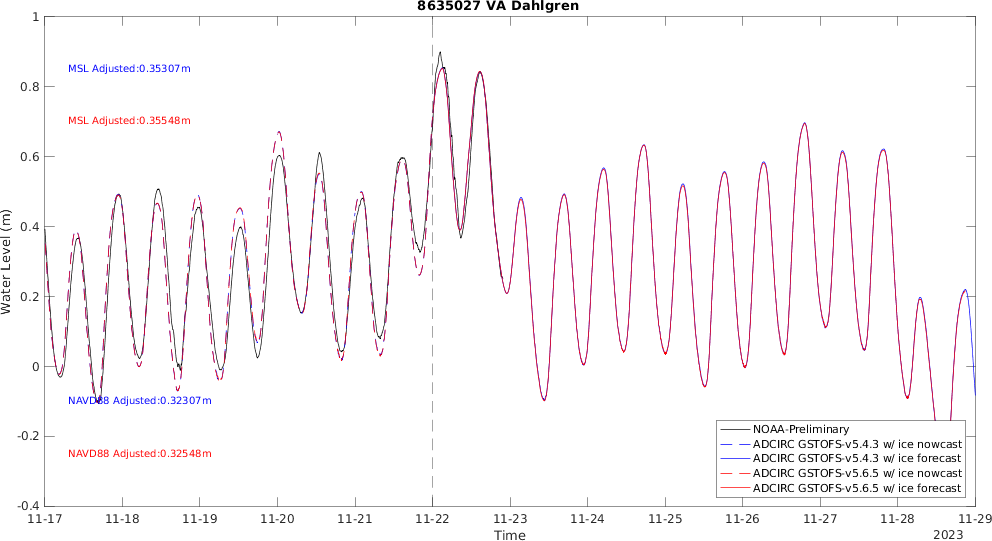 8635027 VA Dahlgren
1
0.8
0.6
0.4
0.2
0
-0.2
-0.4
Water Level (m)
MSL Adjusted:0.35307m
MSL Adjusted:0.35548m
NAVD88 Adjusted:0.32307m
NAVD88 Adjusted:0.32548m
NOAA-Preliminary
ADCIRC GSTOFS-v5.4.3 w/ ice nowcast
ADCIRC GSTOFS-v5.4.3 w/ ice forecast
ADCIRC GSTOFS-v5.6.5 w/ ice nowcast
ADCIRC GSTOFS-v5.6.5 w/ ice forecast
11-17 11-18 11-19 11-20 11-21 11-22 11-23 11-24 11-25 11-26 11-27 11-28 11-29
Time
2023